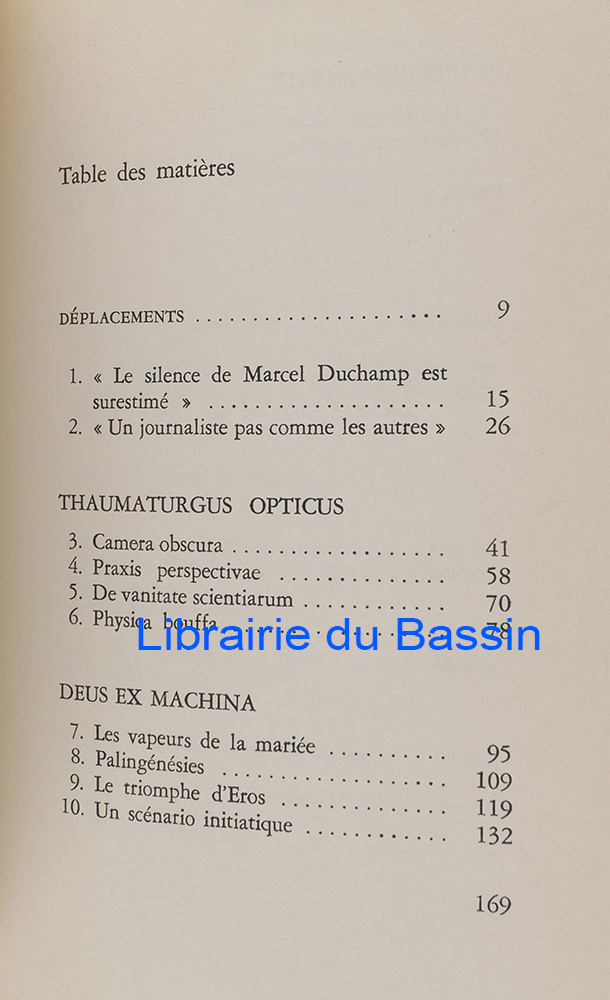 Table des matières
DÉPLACEMENTS . . . . . . . . . . . . . . . . . . . . . . 9
1. « Le silence de Marcel Duchamp est
surestimé » . . . . . . . . . . . . . . . . . . . . . 15
2. « Un journaliste pas comme les autres » 26
THAUMATURGUS OPTICUS
3. Camera obscura . . . . . . . . . . . . . . . . . . . 41
4. Praxis perspectivae . . . . . . . . . . . . . . . 58
5. De vanitate scientiarum . . . . . . . . . . . . . 70
6. Physica bouffa . . . . . . . . . . . . . . . . . . . 78
Librairie du Bassin
DEUS EX MACHINA
7. Les vapeurs de la mariée . . . . . . . . . . 95
8. Palingénésies . . . . . . . . . . . . . . . . . . . . 109
9. Le triomphe d'Eros . . . . . . . . . . . . . . . 119
10. Un scénario initiatique . . . . . . . . . . . . . 132
169